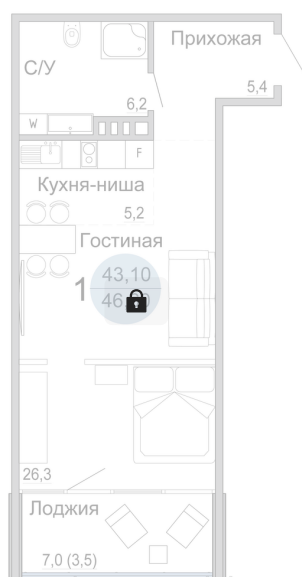 Прихожая
5,4
С/У
6,2
W
F
Кухня-ниша
5,2
Гостиная
1
43,10
26,3
Лоджия
7,0 (3,5)